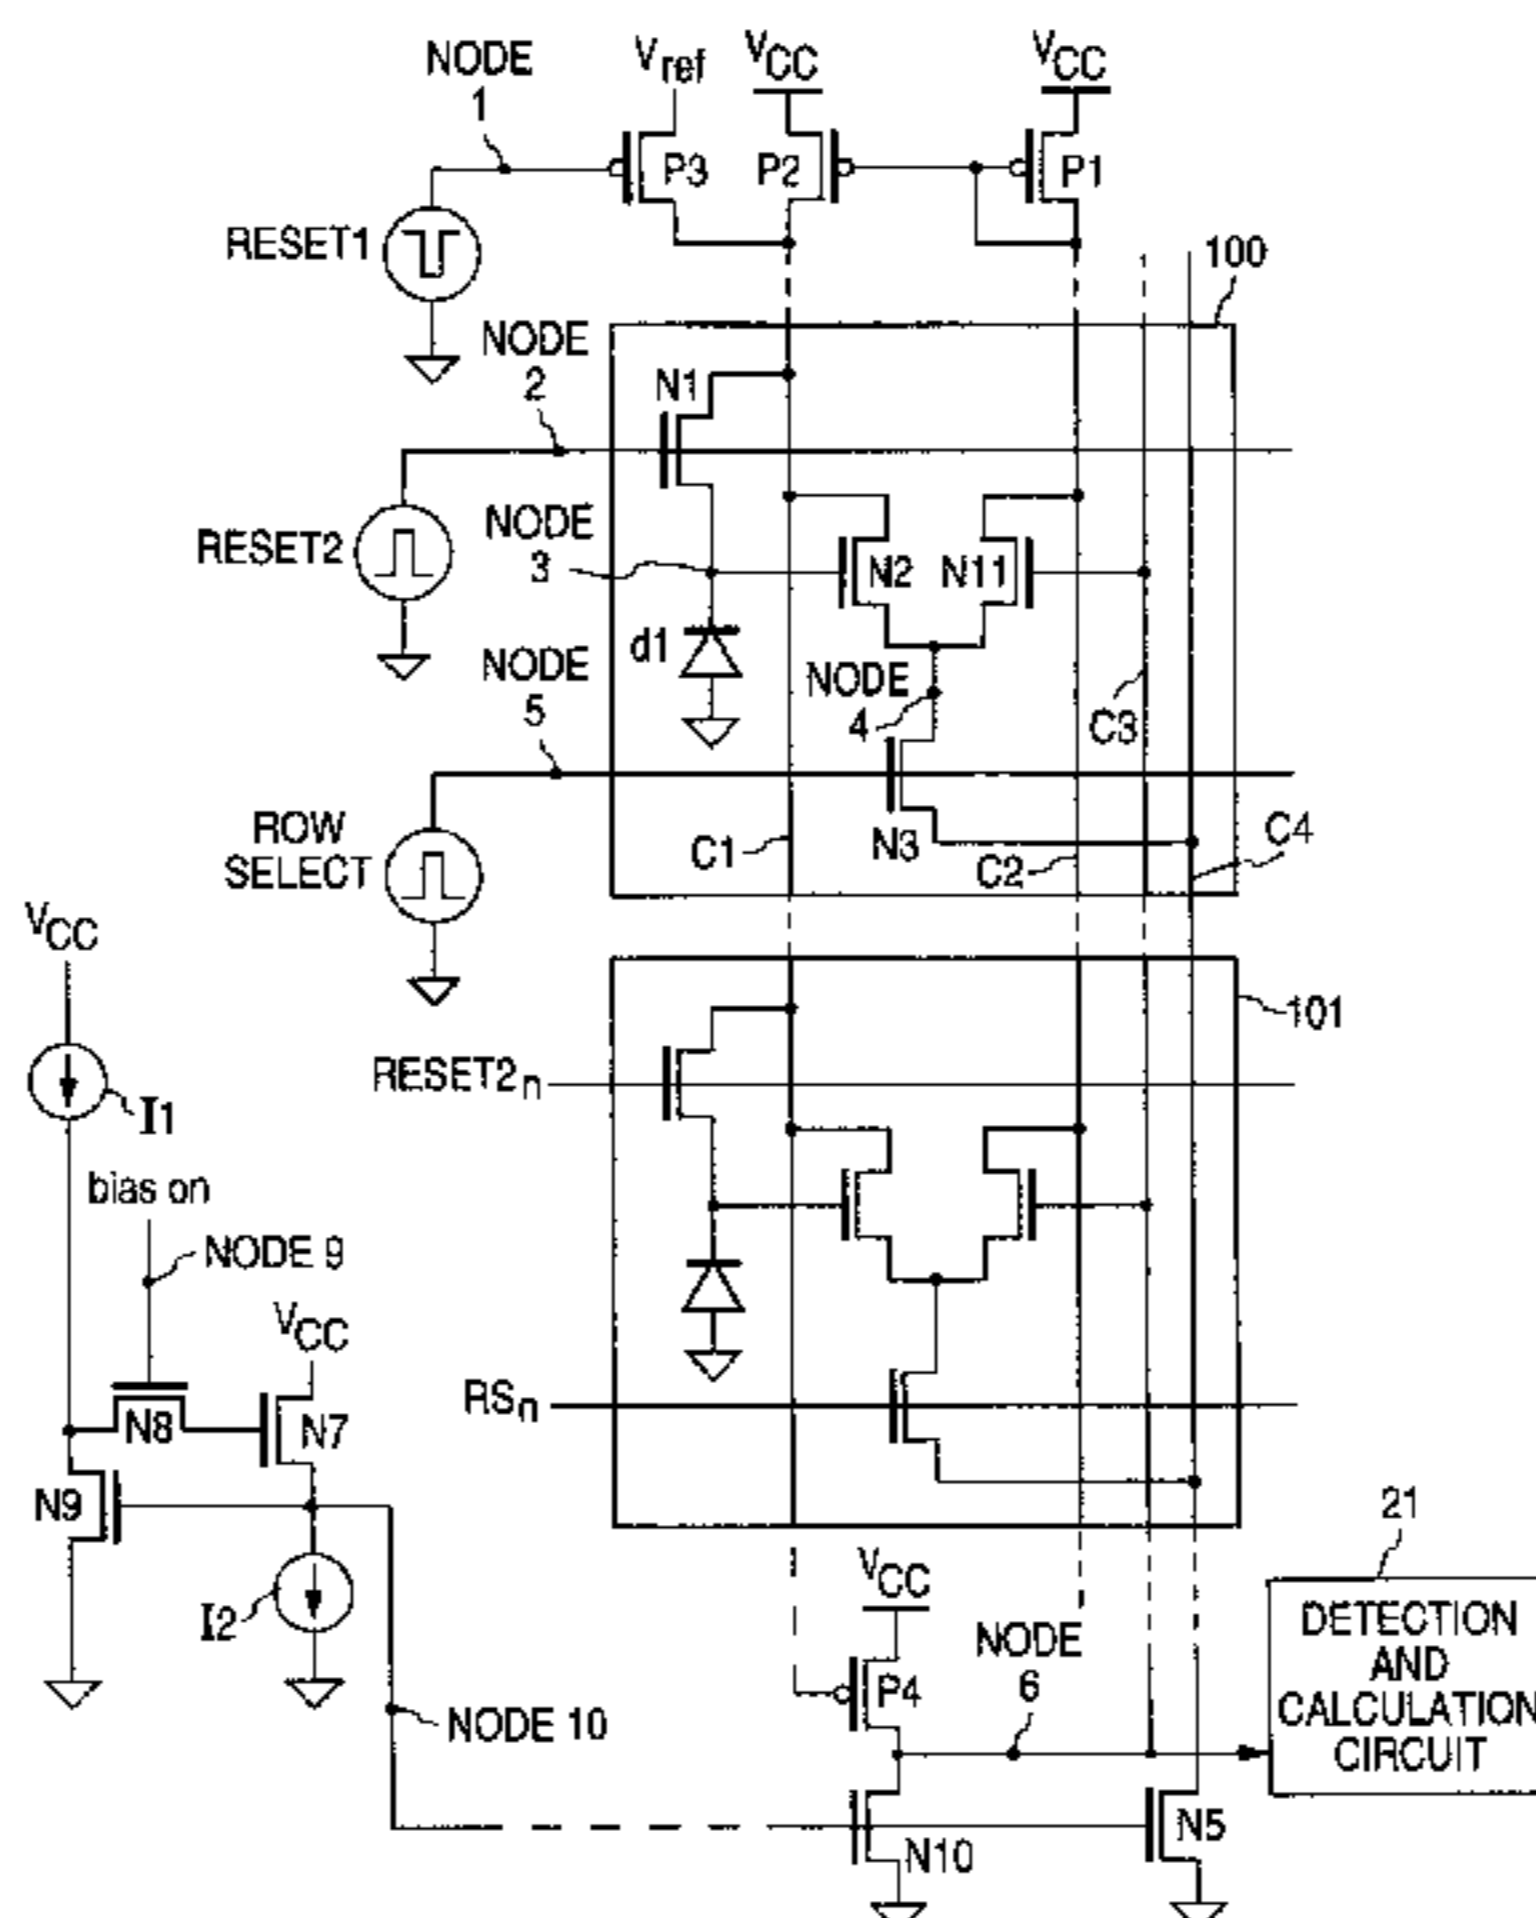 NODE
1
Vref
VCC
VCC
P3
P2
P1
RESET1
100
NODE
2
N1
RESET2
NODE
3
N2
N11
d1
NODE
5
NODE
4
C3
ROW
SELECT
C1
N3
C2
C4
VCC
101
RESET2n
I1
bias on
NODE 9
VCC
RSn
N8
N7
N9
21
I2
VCC
NODE
6
P4
DETECTION
AND
CALCULATION
CIRCUIT
NODE 10
N5
N10